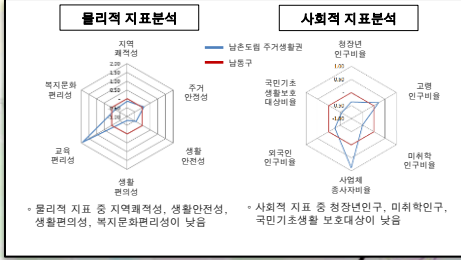 물리적 지표분석
사회적 지표분석
남촌도림 주거생활권
남동구
지역
쾌적성
주거
안정성
생활
안전성
생활
편의성
교육
편리성
복지문화
편리성
2.00
1.50
1.00
청장년
인구비율
고령
인구비율
미취학
인구비율
사업체
종사자비율
외국인
인구비율
국민기초
생활보호
대상비율
1.00
◦ 물리적 지표 중 지역쾌적성, 생활안전성,
생활편의성, 복지문화편리성이 낮음
◦ 사회적 지표 중 청장년인구, 미취학인구,
국민기초생활 보호대상이 낮음